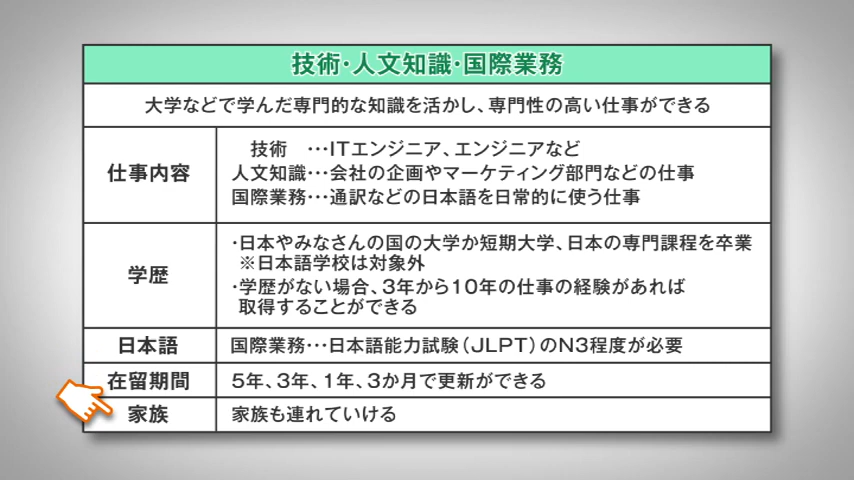 技術・人文知識・国際業務
大学などで学んだ専門的な知識を活かし、専門性の高い仕事ができる
仕事内容
技術 …ITエンジニア、エンジニアなど
人文知識…会社の企画やマーケティング部門などの仕事
国際業務…通訳などの日本語を日常的に使う仕事
学歴
・日本やみなさんの国の大学か短期大学、日本の専門課程を卒業
※日本語学校は対象外
・学歴がない場合、3年から10年の仕事の経験があれば
取得することができる
日本語
国際業務…日本語能力試験(JLPT)のN3程度が必要
在留期間
5年、3年、1年、3か月で更新ができる
家族
家族も連れていける